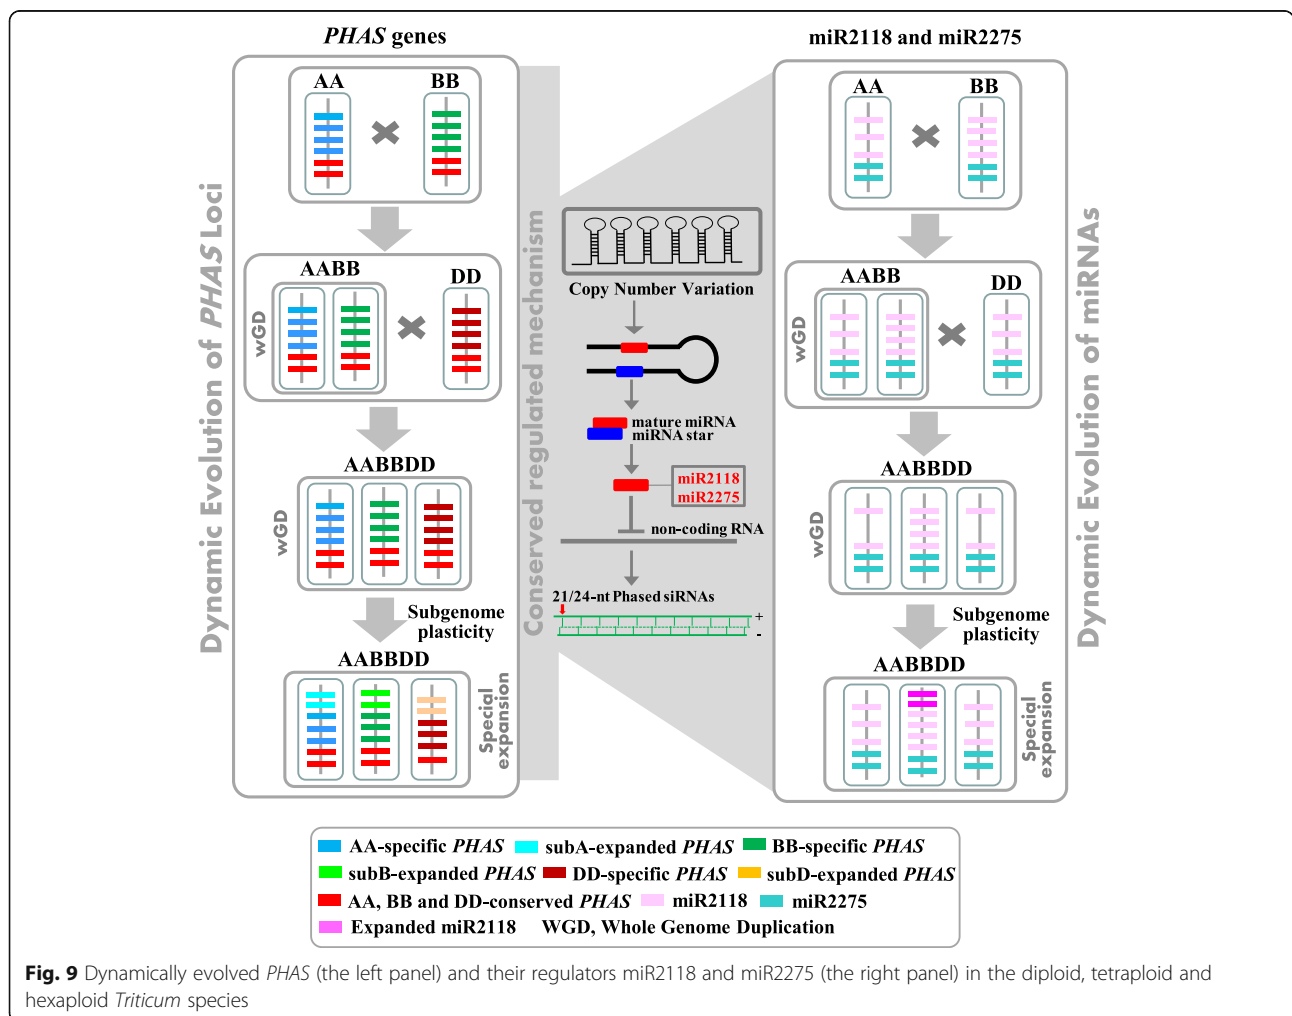 PHAS genes
AA
BB
Dynamic Evolution of PHAS Loci
AABB
DD
wGD
AABBDD
wGD
Subgenome
plasticity
AABBDD
Special
expansion
Conserved regulated mechanism
Copy Number Variation
mature miRNA
miRNA star
miR2118
miR2275
non-coding RNA
21/24-nt Phased siRNAs
+
-
miR2118 and miR2275
AA
BB
AABB
DD
wGD
AABBDD
wGD
Subgenome
plasticity
AABBDD
Special
expansion
Dynamic Evolution of miRNAs
AA-specific PHAS
subA-expanded PHAS
BB-specific PHAS
subB-expanded PHAS
DD-specific PHAS
subD-expanded PHAS
AA, BB and DD-conserved PHAS
miR2118
miR2275
Expanded miR2118
WGD, Whole Genome Duplication
Fig. 9 Dynamically evolved PHAS (the left panel) and their regulators miR2118 and miR2275 (the right panel) in the diploid, tetraploid and
hexaploid Triticum species